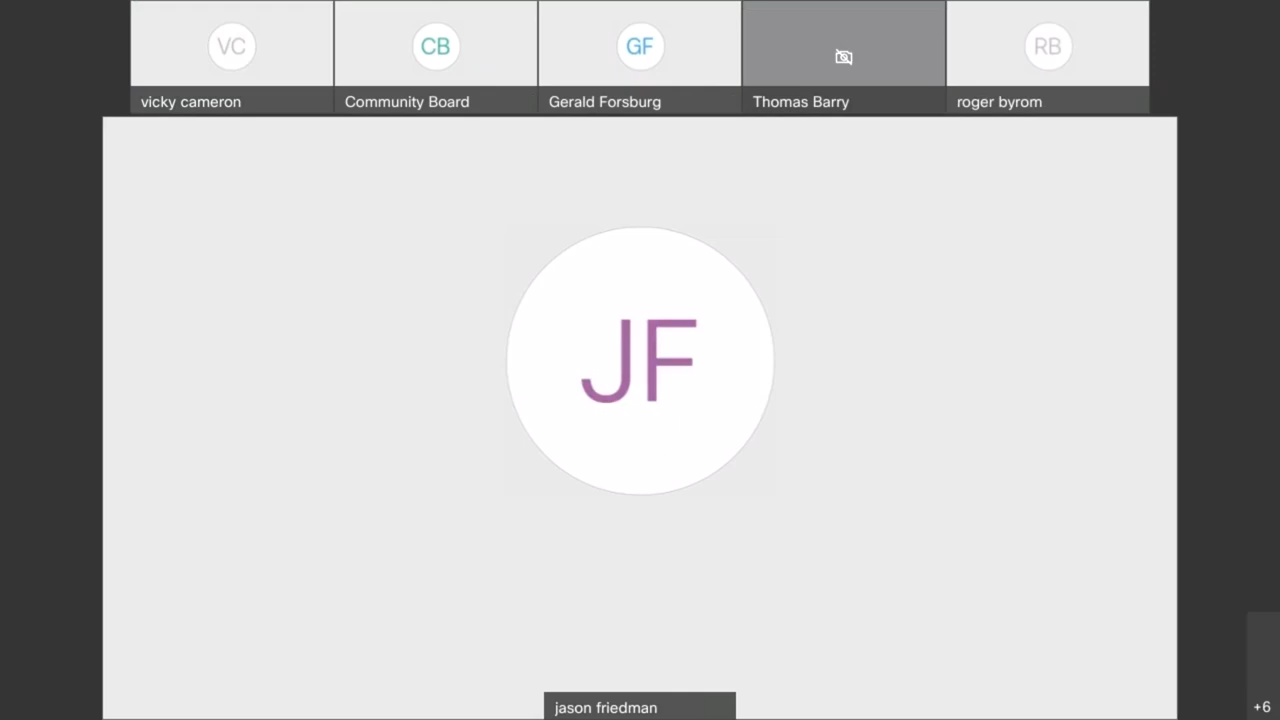 VC
CB
GF
RB
vicky cameron
Community Board
Gerald Forsburg
Thomas Barry
roger byrom
JF
jason friedman
+6